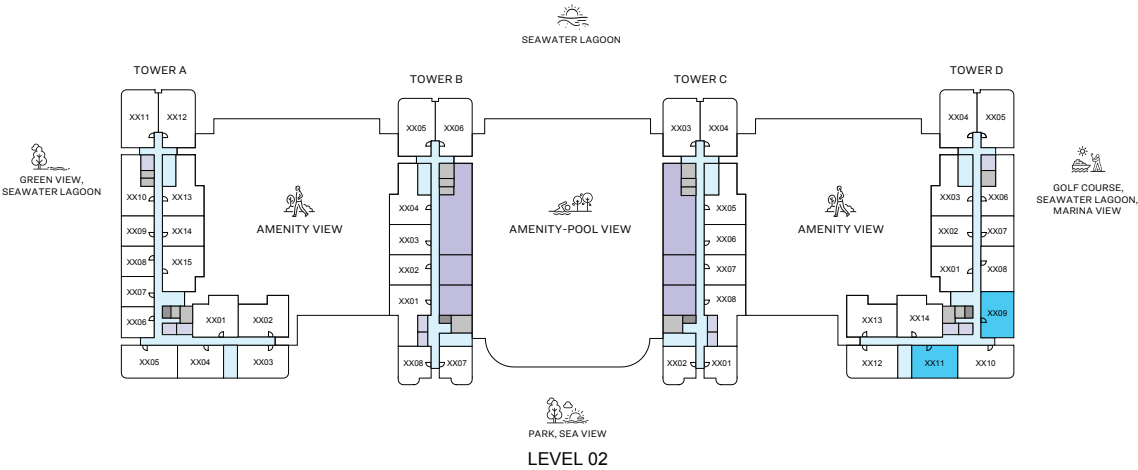 SEAWATER LAGOON
TOWER A
TOWER B
TOWER C
TOWER D
XX11
XX12
XX05
XX06
XX03
XX04
XX04
XX05
GREEN VIEW,
SEAWATER LAGOON
GOLF COURSE,
SEAWATER LAGOON,
MARINA VIEW
XX10
XX13
XX04
XX05
XX03
XX06
XX09
XX14
AMENITY VIEW
XX03
AMENITY-POOL VIEW
XX06
AMENITY VIEW
XX02
XX07
XX08
XX15
XX02
XX07
XX01
XX08
XX07
XX01
XX08
XX06
XX01
XX02
XX13
XX14
XX09
XX05
XX04
XX03
XX08
XX07
XX02
XX01
XX12
XX11
XX10
PARK, SEA VIEW
LEVEL 02